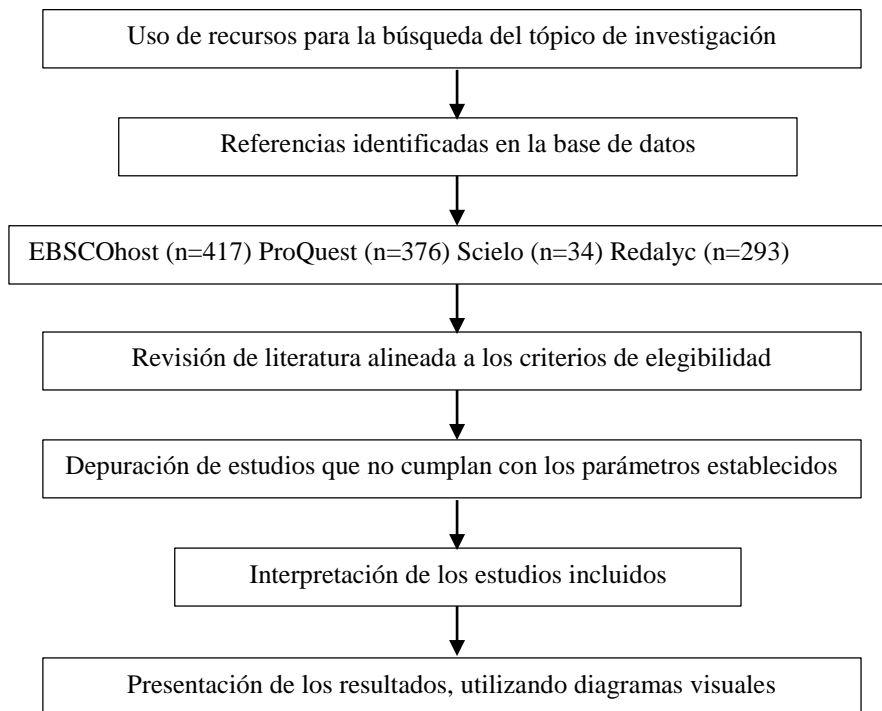 Uso de recursos para la búsqueda del tópico de investigación
Referencias identificadas en la base de datos
EBSCOhost (n=417) ProQuest (n=376) Scielo (n=34) Redalyc (n=293)
Revisión de literatura alineada a los criterios de elegibilidad
Depuración de estudios que no cumplan con los parámetros establecidos
Interpretación de los estudios incluidos
Presentación de los resultados, utilizando diagramas visuales